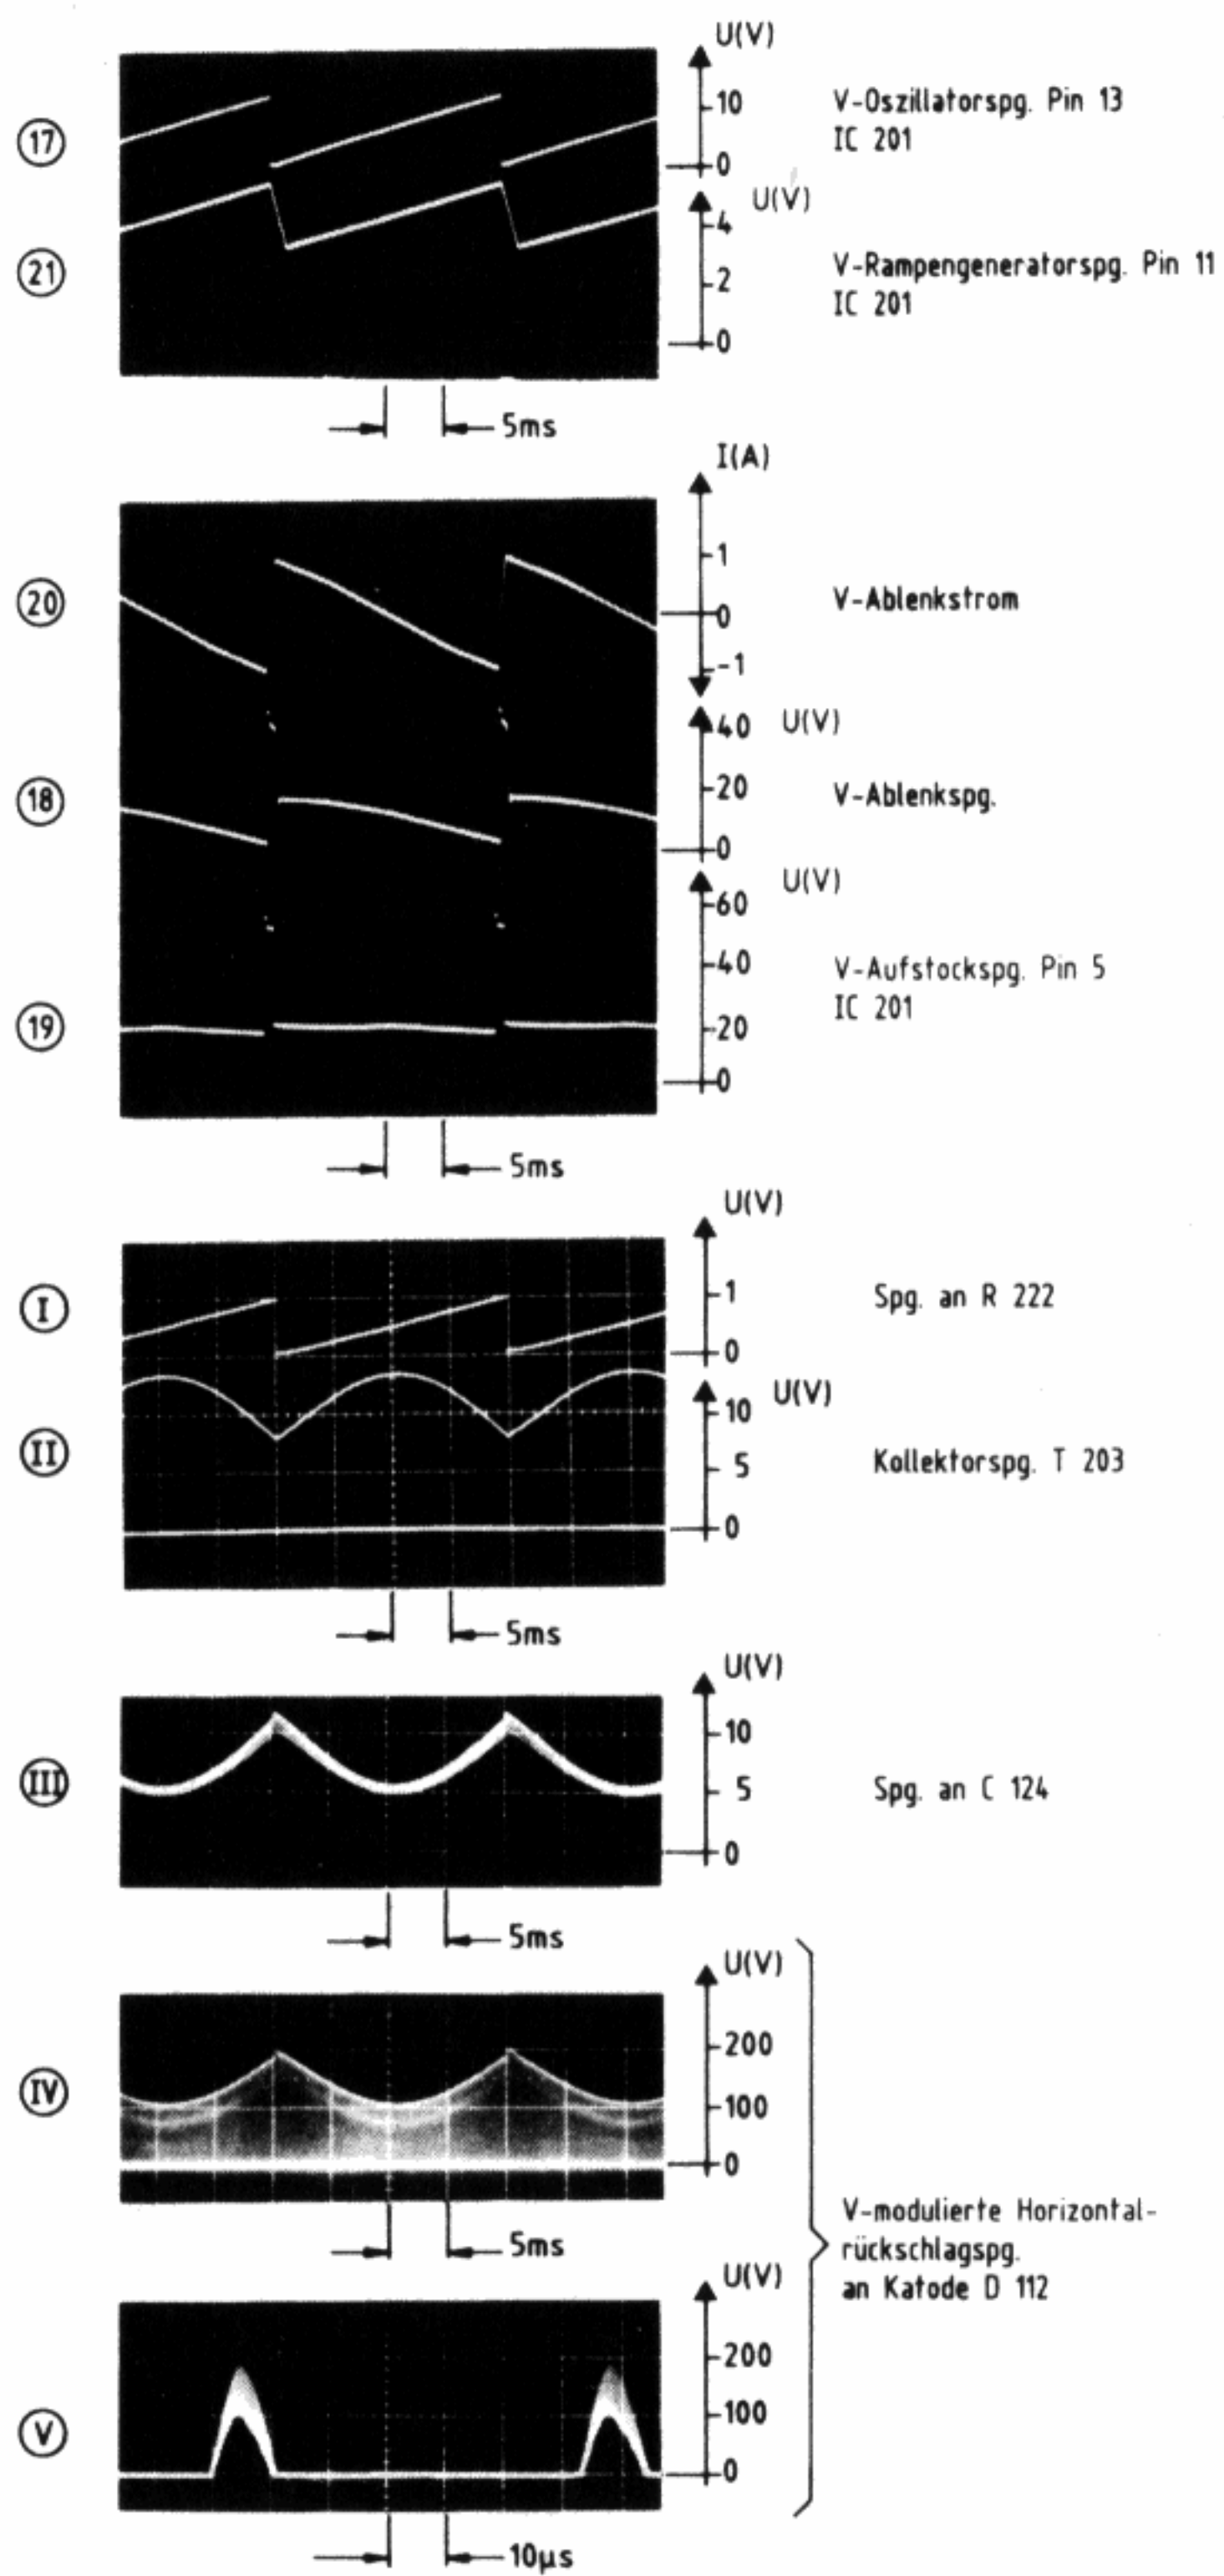 U(V)
17
10
0
V-Oszillatorspg. Pin 13
IC 201
U(V)
21
4
2
0
V-Rampengeneratorspg. Pin 11
IC 201
5ms
I(A)
20
1
0
-1
V-Ablenkstrom
40 U(V)
18
20
0
V-Ablenkspg.
U(V)
60
40
20
0
V-Aufstockspg. Pin 5
IC 201
19
5ms
U(V)
I
1
0
Spg. an R 222
U(V)
II
10
5
0
Kollektorspg. T 203
5ms
U(V)
III
10
5
0
Spg. an C 124
5ms
U(V)
IV
200
100
0
5ms
V-modulierte Horizontal-
rückschlagspg.
an Katode D 112
U(V)
V
200
100
0
10µs